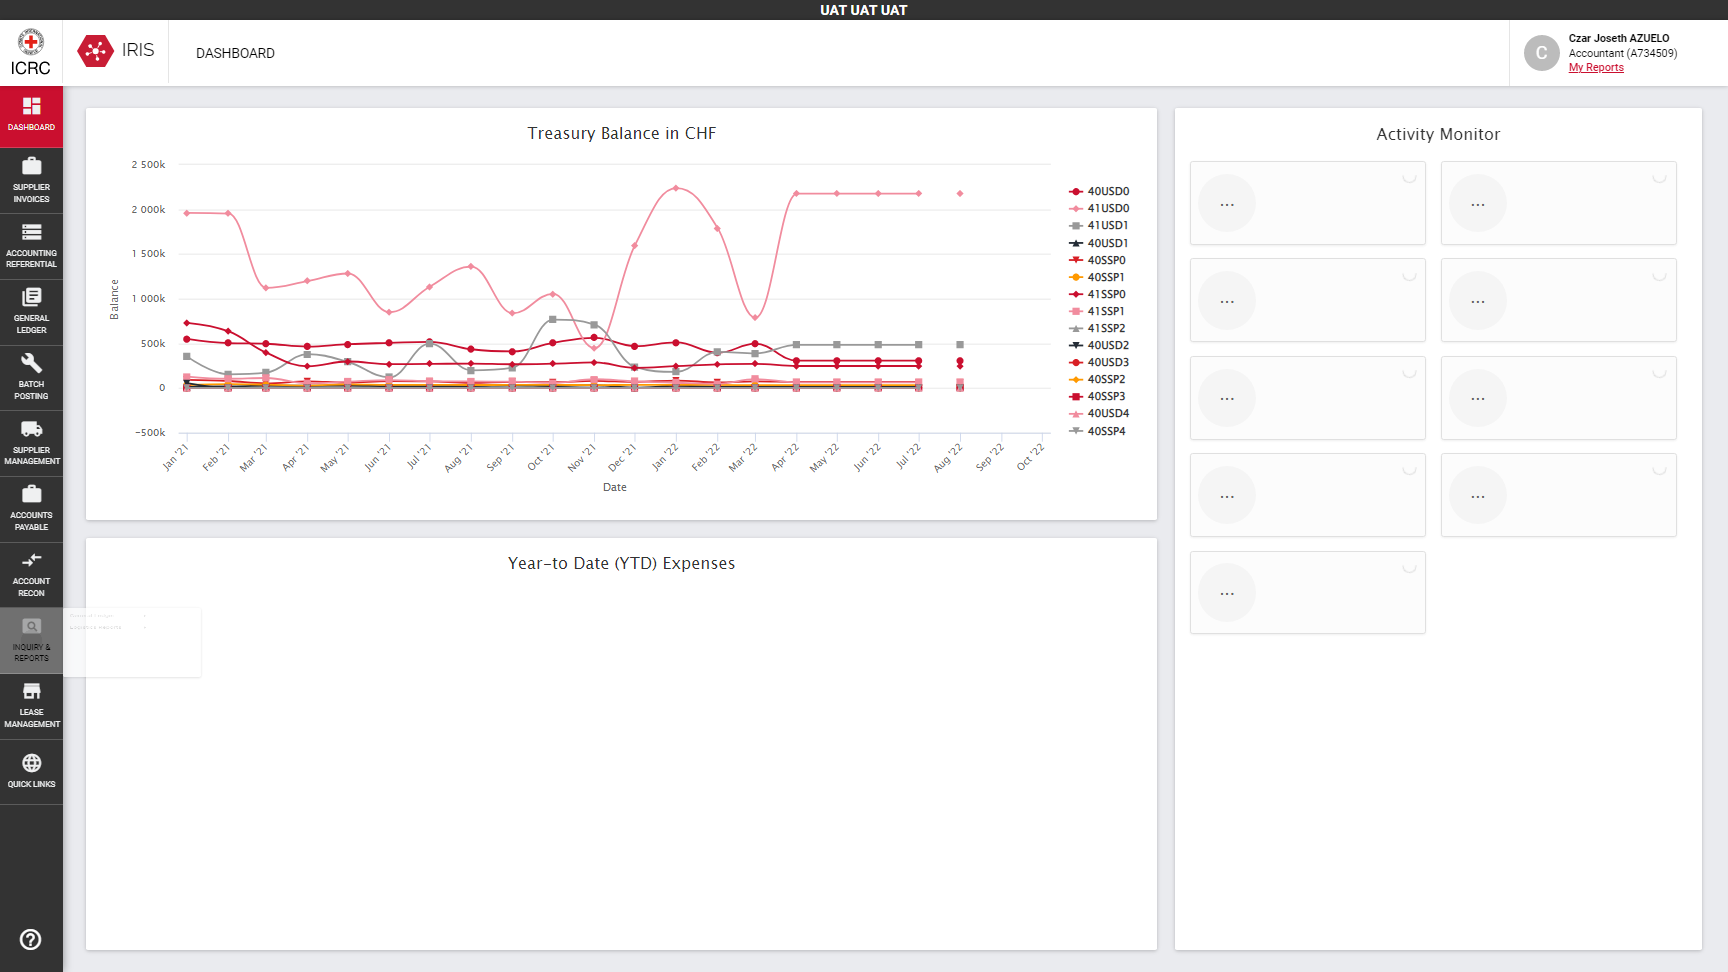 UAT UAT UAT
ICRC
IRIS
DASHBOARD
Czar Joseth AZUELO
Accountant (A734509)
My Reports
DASHBOARD
SUPPLIER
INVOICES
ACCOUNTING
REFERENTIAL
GENERAL
LEDGER
BATCH
POSTING
SUPPLIER
MANAGEMENT
ACCOUNTS
PAYABLE
ACCOUNT
RECON
INQUIRY &
REPORTS
LEASE
MANAGEMENT
QUICK LINKS
Treasury Balance in CHF
Balance
2 500k
2 000k
1 500k
1 000k
500k
0
-500k
Jan '21
Feb '21
Mar '21
Apr '21
May '21
Jun '21
Jul '21
Aug '21
Sep '21
Oct '21
Nov '21
Dec '21
Jan '22
Feb '22
Mar '22
Apr '22
May '22
Jun '22
Jul '22
Aug '22
Sep '22
Oct '22
Date
40USD0
41USD0
41USD1
40USD1
40SSP0
40SSP1
41SSP0
41SSP1
41SSP2
40USD2
40USD3
40SSP2
40SSP3
40USD4
40SSP4
Year-to Date (YTD) Expenses
Activity Monitor
...
...
...
...
...
...
...
...
...